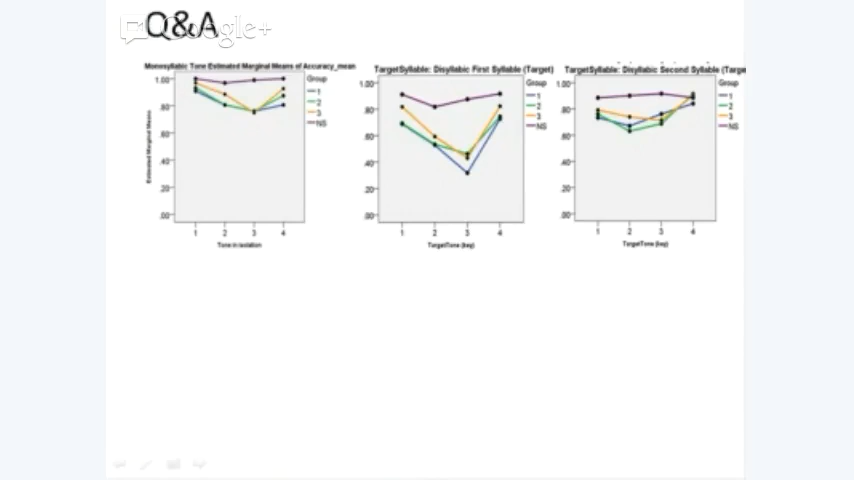 Q&A
Google+
Monosyllabic Tone Estimated Marginal Means of Accuracy_mean
Estimated Marginal Means
1.00
.80
.60
.40
.20
.00
1 2 3 4
Tone in isolation
Group
1
2
3
NS
TargetSyllable: Disyllabic First Syllable (Target)
1.00
.80
.60
.40
.20
.00
1 2 3 4
TargetTone (key)
Group
1
2
3
NS
TargetSyllable: Disyllabic Second Syllable (Targe
1.00
.80
.60
.40
.20
.00
1 2 3 4
TargetTone (key)
Group
1
2
3
NS